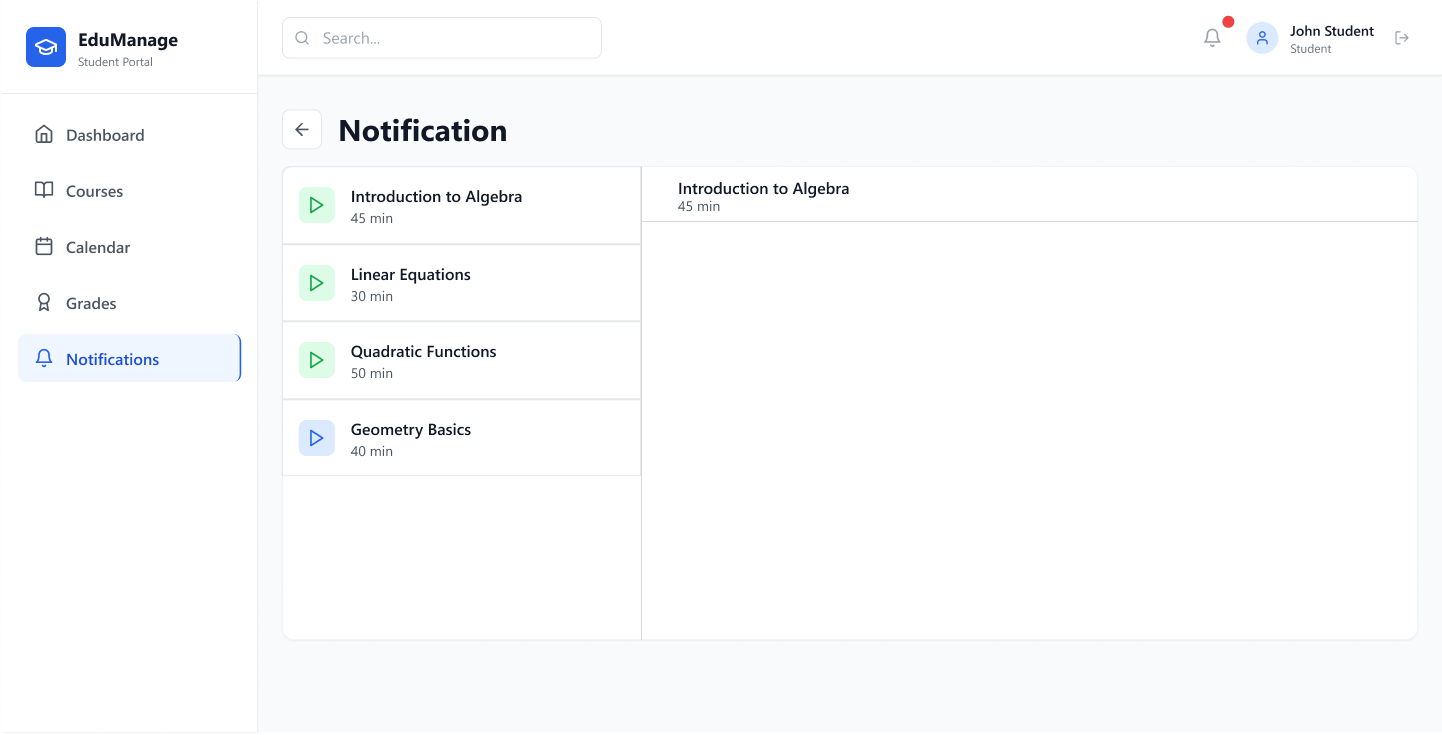 EduManage
Student Portal
Search...
John Student
Student
Dashboard
Courses
Calendar
Grades
Notifications
Notification
Introduction to Algebra
45 min
Linear Equations
30 min
Quadratic Functions
50 min
Geometry Basics
40 min
Introduction to Algebra
45 min